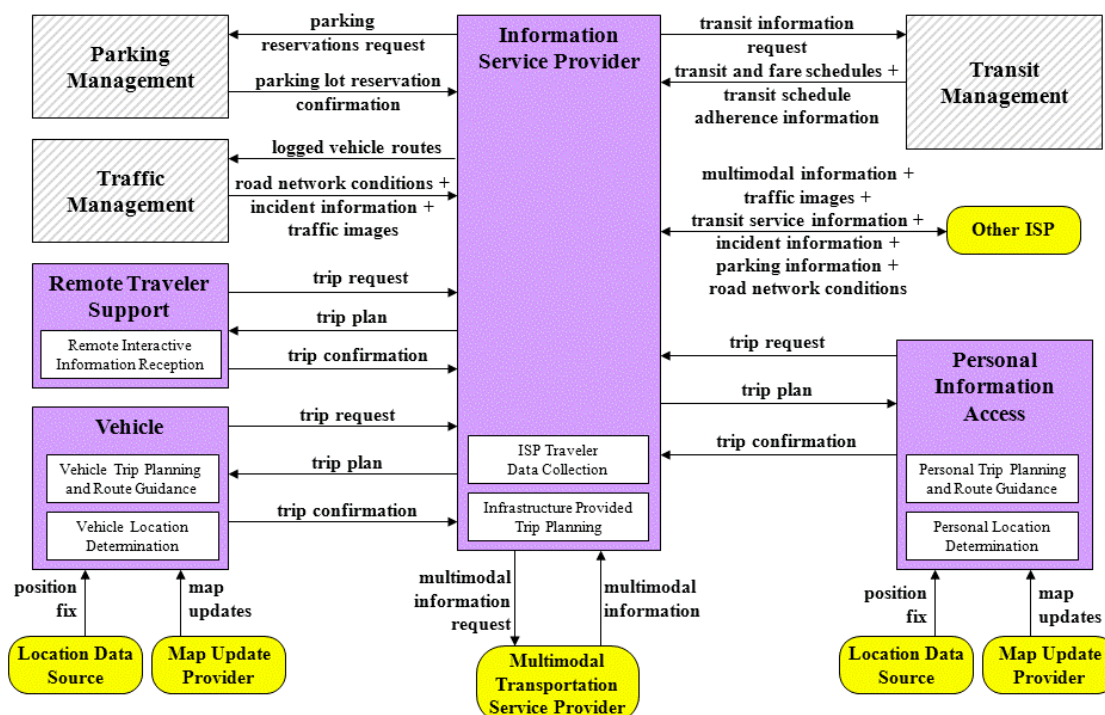 parking
reservations request
Parking
Management
parking lot reservation
confirmation
Information
Service Provider
transit information
request
transit and fare schedules +
transit schedule
adherence information
Transit
Management
logged vehicle routes
Traffic
Management
road network conditions +
incident information +
traffic images
multimodal information +
traffic images +
transit service information +
incident information +
parking information +
road network conditions
Other ISP
Remote Traveler
Support
Remote Interactive
Information Reception
trip request
trip plan
trip confirmation
trip request
trip plan
trip confirmation
Personal
Information
Access
Personal Trip Planning
and Route Guidance
Personal Location
Determination
Vehicle
Vehicle Trip Planning
and Route Guidance
Vehicle Location
Determination
trip request
trip plan
trip confirmation
ISP Traveler
Data Collection
Infrastructure Provided
Trip Planning
position
fix
map
updates
multimodal
information
request
multimodal
information
position
fix
map
updates
Location Data
Source
Map Update
Provider
Multimodal
Transportation
Service Provider
Location Data
Source
Map Update
Provider